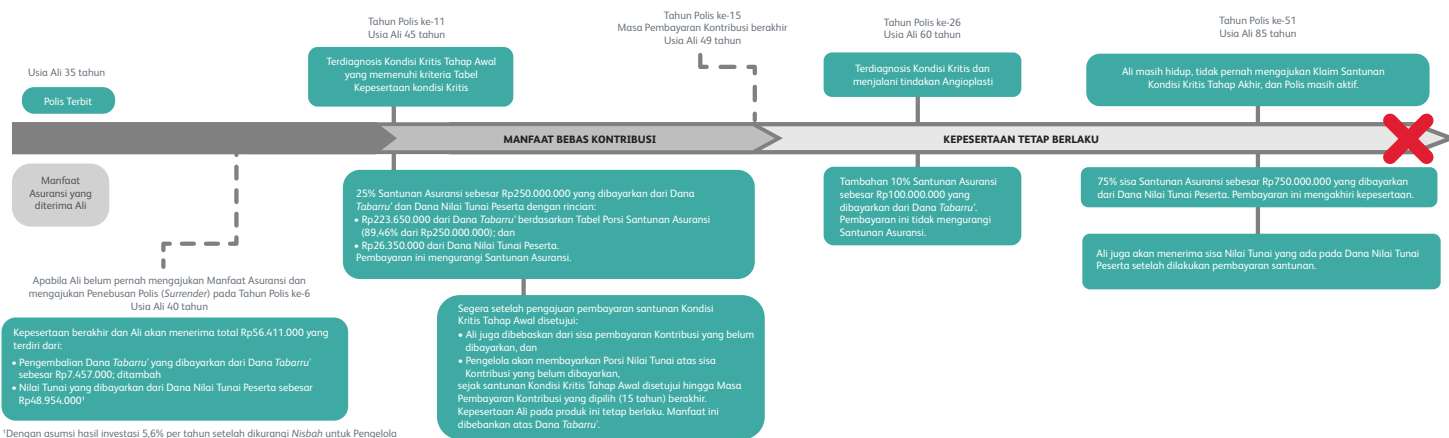 Usia Ali 35 tahun
Polis Terbit
Manfaat
Asuransi yang
diterima Ali
Tahun Polis ke-11
Usia Ali 45 tahun
Terdiagnosis Kondisi Kritis Tahap Awal
yang memenuhi kriteria Tabel
Kepesertaan kondisi Kritis
Tahun Polis ke-15
Masa Pembayaran Kontribusi berakhir
Usia Ali 49 tahun
Tahun Polis ke-26
Usia Ali 60 tahun
Terdiagnosis Kondisi Kritis dan
menjalani tindakan Angioplasti
Tahun Polis ke-51
Usia Ali 85 tahun
Ali masih hidup, tidak pernah mengajukan Klaim Santunan
Kondisi Kritis Tahap Akhir, dan Polis masih aktif.
MANFAAT BEBAS KONTRIBUSI
KEPESERTAAN TETAP BERLAKU
25% Santunan Asuransi sebesar Rp250.000.000 yang dibayarkan dari Dana
Tabarru’ dan Dana Nilai Tunai Peserta dengan rincian:
• Rp223.650.000 dari Dana Tabarru’ berdasarkan Tabel Porsi Santunan Asuransi
(89,46% dari Rp250.000.000); dan
• Rp26.350.000 dari Dana Nilai Tunai Peserta.
Pembayaran ini mengurangi Santunan Asuransi.
Tambahan 10% Santunan Asuransi
sebesar Rp100.000.000 yang
dibayarkan dari Dana Tabarru’.
Pembayaran ini tidak mengurangi
Santunan Asuransi.
75% sisa Santunan Asuransi sebesar Rp750.000.000 yang dibayarkan
dari Dana Nilai Tunai Peserta. Pembayaran ini mengakhiri kepesertaan.
Ali juga akan menerima sisa Nilai Tunai yang ada pada Dana Nilai Tunai
Peserta setelah dilakukan pembayaran santunan.
Apabila Ali belum pernah mengajukan Manfaat Asuransi dan
mengajukan Penebusan Polis (Surrender) pada Tahun Polis ke-6
Usia Ali 40 tahun
Kepesertaan berakhir dan Ali akan menerima total Rp56.411.000 yang
terdiri dari:
• Pengembalian Dana Tabarru’ yang dibayarkan dari Dana Tabarru’
sebesar Rp7.457.000; ditambah
• Nilai Tunai yang dibayarkan dari Dana Nilai Tunai Peserta sebesar
Rp48.954.000¹
Segera setelah pengajuan pembayaran santunan Kondisi
Kritis Tahap Awal disetujui:
• Ali juga dibebaskan dari sisa pembayaran Kontribusi yang belum
dibayarkan, dan
• Pengelola akan membayarkan Porsi Nilai Tunai atas sisa
Kontribusi yang belum dibayarkan,
sejak santunan Kondisi Kritis Tahap Awal disetujui hingga Masa
Pembayaran Kontribusi yang dipilih (15 tahun) berakhir.
Kepesertaan Ali pada produk ini tetap berlaku. Manfaat ini
dibebankan atas Dana Tabarru’.
¹Dengan asumsi hasil investasi 5,6% per tahun setelah dikurangi Nisbah untuk Pengelola